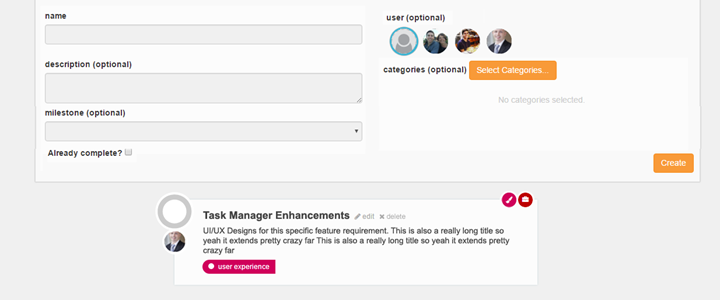 name
user (optional)
description (optional)
categories (optional) Select Categories...
No categories selected.
milestone (optional)
Already complete?
Create
Task Manager Enhancements edit delete
UI/UX Designs for this specific feature requirement. This is also a really long title so
yeah it extends pretty crazy far This is also a really long title so yeah it extends pretty
crazy far
user experience